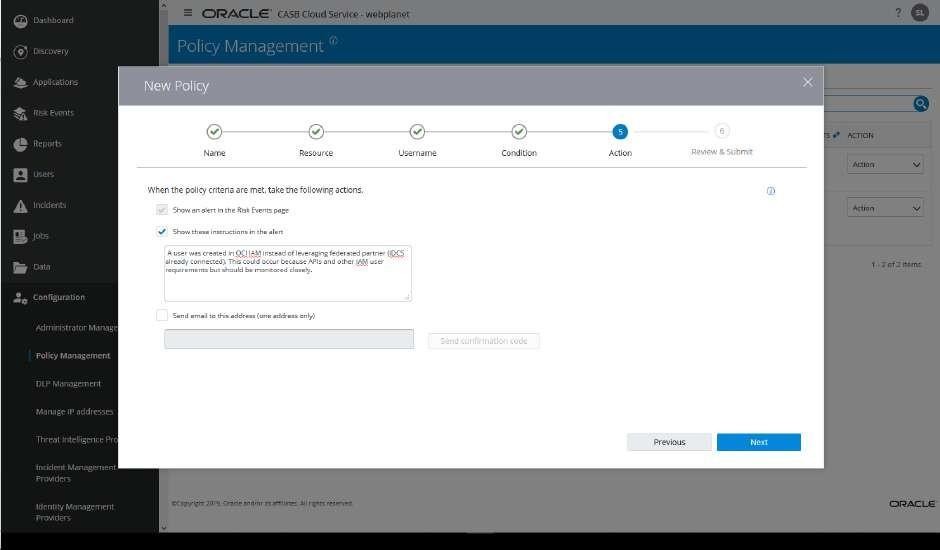 Dashboard
Discovery
Applications
Risk Events
Reports
Users
Incidents
Jobs
Data
Configuration
Administrator Manage
Policy Management
DLP Management
Manage IP addresses
Threat Intelligence Pro
Incident Management
Providers
Identity Management
Providers
ORACLE® CASB Cloud Service - webplanet
? SL
Policy Management
New Policy
5
6
Name
Resource
Username
Condition
Action
Review & Submit
When the policy criteria are met, take the following actions.
Show an alert in the Risk Events page
Show these instructions in the alert
A user was created in OCI IAM instead of leveraging federated partner (IDCS
already connected). This could occur because APIs and other IAM user
requirements but should be monitored closely.
Send email to this address (one address only)
Send confirmation code
Previous
Next
ACTION
Action
Action
1 - 2 of 2 items
©Copyright 2019, Oracle and/or its affiliates. All rights reserved.
ORACLE